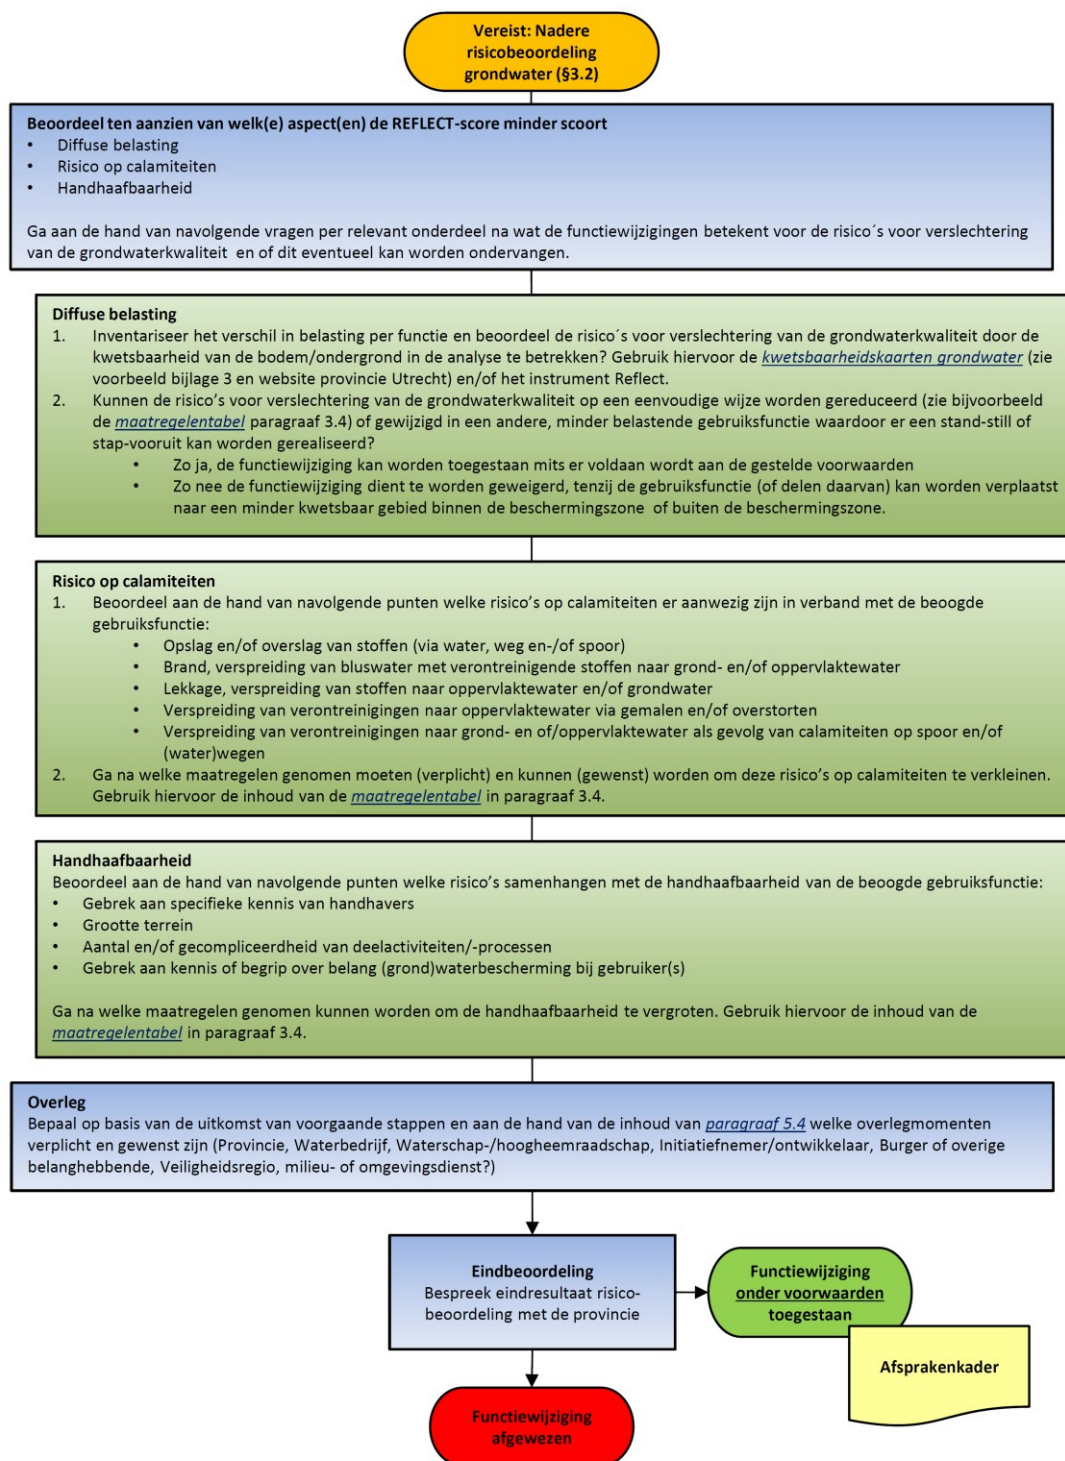 Vereist: Nadere
risicobeoordeling
grondwater (§3.2)
Beoordeel ten aanzien van welk(e) aspect(en) de REFLECT-score minder scoort
• Diffuse belasting
• Risico op calamiteiten
• Handhaafbaarheid
Ga aan de hand van navolgende vragen per relevant onderdeel na wat de functiewijzigingen betekent voor de risico´s voor verslechtering
van de grondwaterkwaliteit en of dit eventueel kan worden ondervangen.
Diffuse belasting
1. Inventariseer het verschil in belasting per functie en beoordeel de risico´s voor verslechtering van de grondwaterkwaliteit door de
kwetsbaarheid van de bodem/ondergrond in de analyse te betrekken? Gebruik hiervoor de kwetsbaarheidskaarten grondwater (zie
voorbeeld bijlage 3 en website provincie Utrecht) en/of het instrument Reflect.
2. Kunnen de risico’s voor verslechtering van de grondwaterkwaliteit op een eenvoudige wijze worden gereduceerd (zie bijvoorbeeld
de maatregelentabel paragraaf 3.4) of gewijzigd in een andere, minder belastende gebruiksfunctie waardoor er een stand-still of
stap-vooruit kan worden gerealiseerd?
• Zo ja, de functiewijziging kan worden toegestaan mits er voldaan wordt aan de gestelde voorwaarden
• Zo nee de functiewijziging dient te worden geweigerd, tenzij de gebruiksfunctie (of delen daarvan) kan worden verplaatst
naar een minder kwetsbaar gebied binnen de beschermingszone of buiten de beschermingszone.
Risico op calamiteiten
1. Beoordeel aan de hand van navolgende punten welke risico’s op calamiteiten er aanwezig zijn in verband met de beoogde
gebruiksfunctie:
• Opslag en/of overslag van stoffen (via water, weg en-/of spoor)
• Brand, verspreiding van bluswater met verontreinigende stoffen naar grond- en/of oppervlaktewater
• Lekkage, verspreiding van stoffen naar oppervlaktewater en/of grondwater
• Verspreiding van verontreinigingen naar oppervlaktewater via gemalen en/of overstorten
• Verspreiding van verontreinigingen naar grond- en of/oppervlaktewater als gevolg van calamiteiten op spoor en/of
(water)wegen
2. Ga na welke maatregelen genomen moeten (verplicht) en kunnen (gewenst) worden om deze risico’s op calamiteiten te verkleinen.
Gebruik hiervoor de inhoud van de maatregelentabel in paragraaf 3.4.
Handhaafbaarheid
Beoordeel aan de hand van navolgende punten welke risico’s samenhangen met de handhaafbaarheid van de beoogde gebruiksfunctie:
• Gebrek aan specifieke kennis van handhavers
• Grootte terrein
• Aantal en/of gecompliceerdheid van deelactiviteiten/-processen
• Gebrek aan kennis of begrip over belang (grond)waterbescherming bij gebruiker(s)
Ga na welke maatregelen genomen kunnen worden om de handhaafbaarheid te vergroten. Gebruik hiervoor de inhoud van de
maatregelentabel in paragraaf 3.4.
Overleg
Bepaal op basis van de uitkomst van voorgaande stappen en aan de hand van de inhoud van paragraaf 5.4 welke overlegmomenten
verplicht en gewenst zijn (Provincie, Waterbedrijf, Waterschap-/hoogheemraadschap, Initiatiefnemer/ontwikkelaar, Burger of overige
belanghebbende, Veiligheidsregio, milieu- of omgevingsdienst?)
Eindbeoordeling
Bespreek eindresultaat risico-
beoordeling met de provincie
Functiewijziging
onder voorwaarden
toegestaan
Afsprakenkader
Functiewijziging
afgewezen